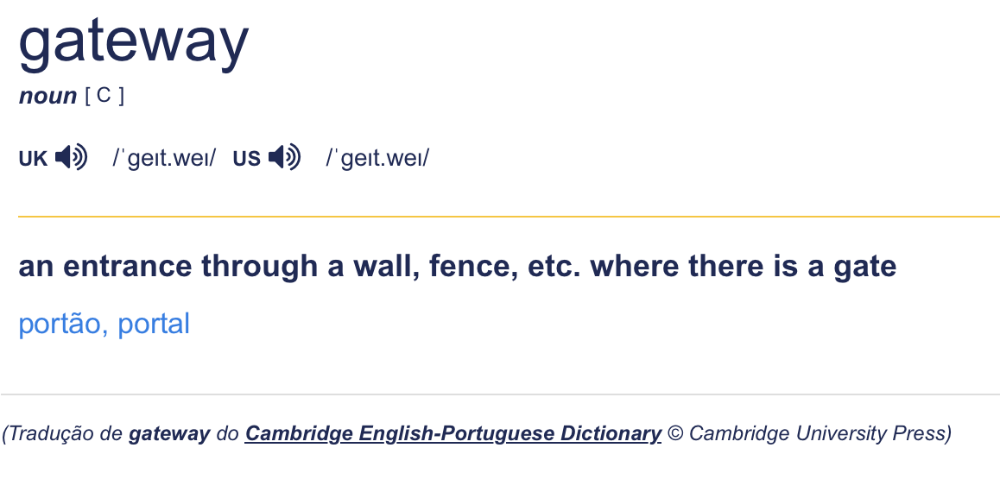 gateway
noun [ C ]
UK /ˈɡeɪt.weɪ/ US /ˈɡeɪt.weɪ/
an entrance through a wall, fence, etc. where there is a gate
portão, portal
(Tradução de gateway do Cambridge English-Portuguese Dictionary © Cambridge University Press)